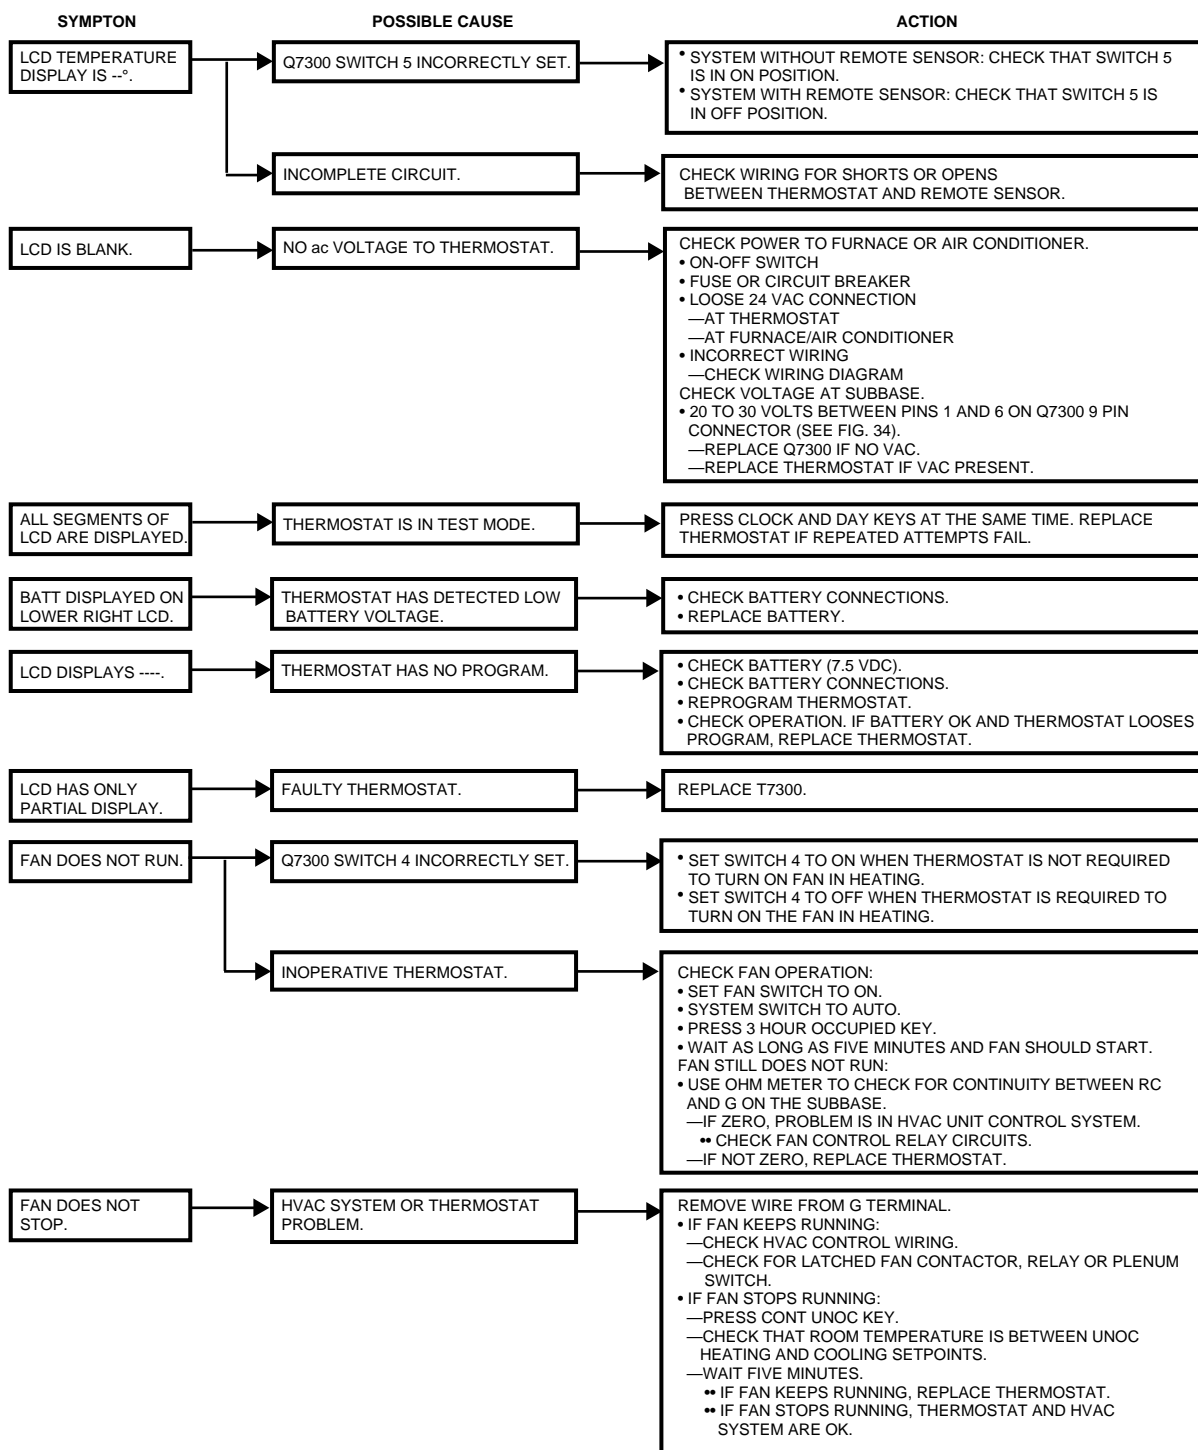 SYMPTON POSSIBLE CAUSE ACTION
LCD TEMPERATURE
DISPLAY IS --°.
Q7300 SWITCH 5 INCORRECTLY SET.
• SYSTEM WITHOUT REMOTE SENSOR: CHECK THAT SWITCH 5
IS IN ON POSITION.
• SYSTEM WITH REMOTE SENSOR: CHECK THAT SWITCH 5 IS
IN OFF POSITION.
INCOMPLETE CIRCUIT.
CHECK WIRING FOR SHORTS OR OPENS
BETWEEN THERMOSTAT AND REMOTE SENSOR.
LCD IS BLANK.
NO ac VOLTAGE TO THERMOSTAT.
CHECK POWER TO FURNACE OR AIR CONDITIONER.
• ON-OFF SWITCH
• FUSE OR CIRCUIT BREAKER
• LOOSE 24 VAC CONNECTION
—AT THERMOSTAT
—AT FURNACE/AIR CONDITIONER
• INCORRECT WIRING
—CHECK WIRING DIAGRAM
CHECK VOLTAGE AT SUBBASE.
• 20 TO 30 VOLTS BETWEEN PINS 1 AND 6 ON Q7300 9 PIN
CONNECTOR (SEE FIG. 34).
—REPLACE Q7300 IF NO VAC.
—REPLACE THERMOSTAT IF VAC PRESENT.
ALL SEGMENTS OF
LCD ARE DISPLAYED.
THERMOSTAT IS IN TEST MODE.
PRESS CLOCK AND DAY KEYS AT THE SAME TIME. REPLACE
THERMOSTAT IF REPEATED ATTEMPTS FAIL.
BATT DISPLAYED ON
LOWER RIGHT LCD.
THERMOSTAT HAS DETECTED LOW
BATTERY VOLTAGE.
• CHECK BATTERY CONNECTIONS.
• REPLACE BATTERY.
LCD DISPLAYS ----.
THERMOSTAT HAS NO PROGRAM.
• CHECK BATTERY (7.5 VDC).
• CHECK BATTERY CONNECTIONS.
• REPROGRAM THERMOSTAT.
• CHECK OPERATION. IF BATTERY OK AND THERMOSTAT LOOSES
PROGRAM, REPLACE THERMOSTAT.
LCD HAS ONLY
PARTIAL DISPLAY.
FAULTY THERMOSTAT.
REPLACE T7300.
FAN DOES NOT RUN.
Q7300 SWITCH 4 INCORRECTLY SET.
• SET SWITCH 4 TO ON WHEN THERMOSTAT IS NOT REQUIRED
TO TURN ON FAN IN HEATING.
• SET SWITCH 4 TO OFF WHEN THERMOSTAT IS REQUIRED TO
TURN ON THE FAN IN HEATING.
INOPERATIVE THERMOSTAT.
CHECK FAN OPERATION:
• SET FAN SWITCH TO ON.
• SYSTEM SWITCH TO AUTO.
• PRESS 3 HOUR OCCUPIED KEY.
• WAIT AS LONG AS FIVE MINUTES AND FAN SHOULD START.
FAN STILL DOES NOT RUN:
• USE OHM METER TO CHECK FOR CONTINUITY BETWEEN RC
AND G ON THE SUBBASE.
—IF ZERO, PROBLEM IS IN HVAC UNIT CONTROL SYSTEM.
•• CHECK FAN CONTROL RELAY CIRCUITS.
—IF NOT ZERO, REPLACE THERMOSTAT.
FAN DOES NOT
STOP.
HVAC SYSTEM OR THERMOSTAT
PROBLEM.
REMOVE WIRE FROM G TERMINAL.
• IF FAN KEEPS RUNNING:
—CHECK HVAC CONTROL WIRING.
—CHECK FOR LATCHED FAN CONTACTOR, RELAY OR PLENUM
SWITCH.
• IF FAN STOPS RUNNING:
—PRESS CONT UNOC KEY.
—CHECK THAT ROOM TEMPERATURE IS BETWEEN UNOC
HEATING AND COOLING SETPOINTS.
—WAIT FIVE MINUTES.
•• IF FAN KEEPS RUNNING, REPLACE THERMOSTAT.
•• IF FAN STOPS RUNNING, THERMOSTAT AND HVAC
SYSTEM ARE OK.